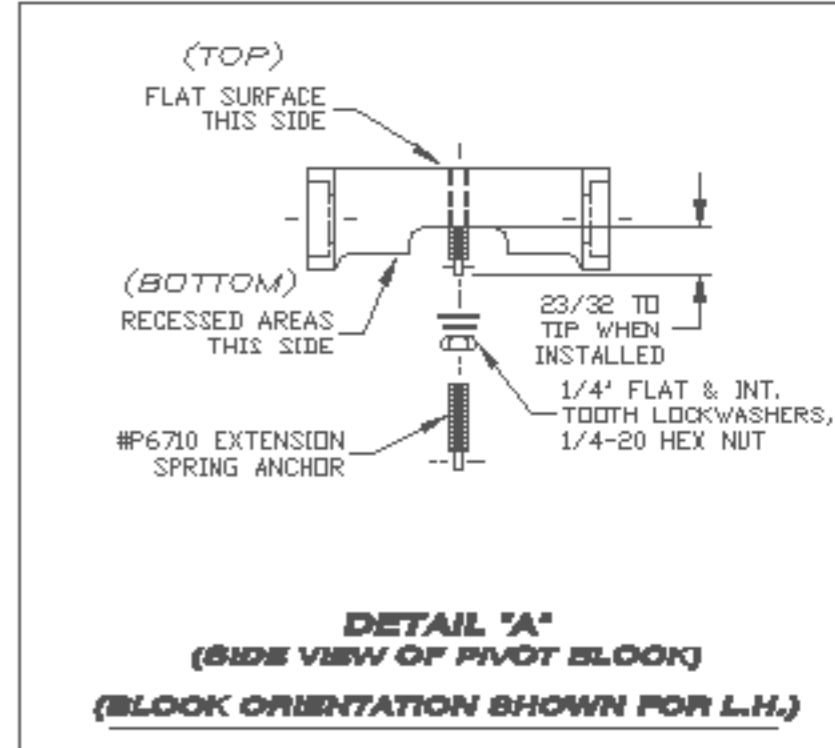 (TOP)
FLAT SURFACE
THIS SIDE
(BOTTOM)
RECESSED AREAS
THIS SIDE
23/32 TO
TIP WHEN
INSTALLED
1/4" FLAT & INT.
TOOTH LOCKWASHERS,
1/4-20 HEX NUT
#P6710 EXTENSION
SPRING ANCHOR
DETAIL "A"
(SIDE VIEW OF PIVOT BLOCK)
(BLOCK ORIENTATION SHOWN FOR L.H.)